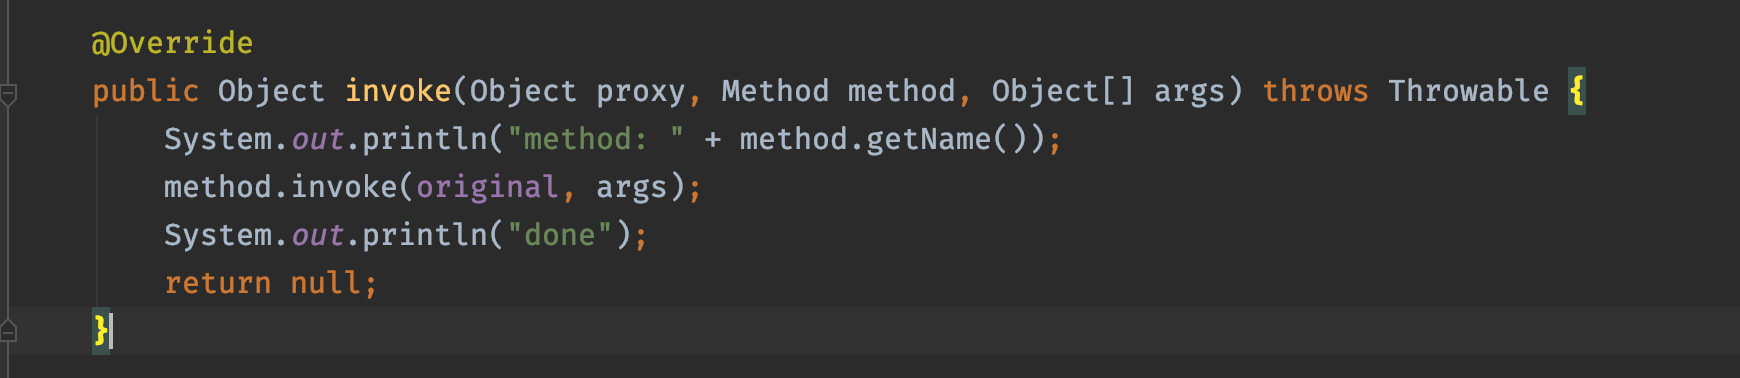 @Override
public Object invoke(Object proxy, Method method, Object[] args) throws Throwable {
System.out.println("method: " + method.getName());
method.invoke(original, args);
System.out.println("done");
return null;
}